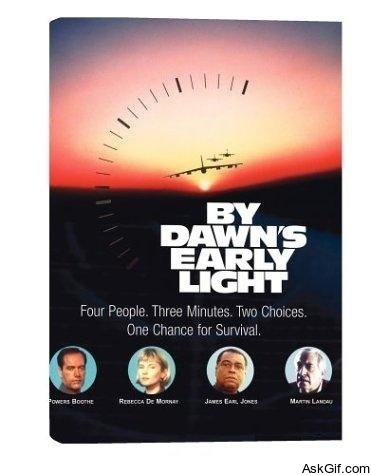 BY
DAWN'S
EARLY
LIGHT
Four People. Three Minutes. Two Choices.
One Chance for Survival.
POWERS BOOTHE
REBECCA DE MORNAY
JAMES EARL JONES
MARTIN LANDAU
AskGif.com